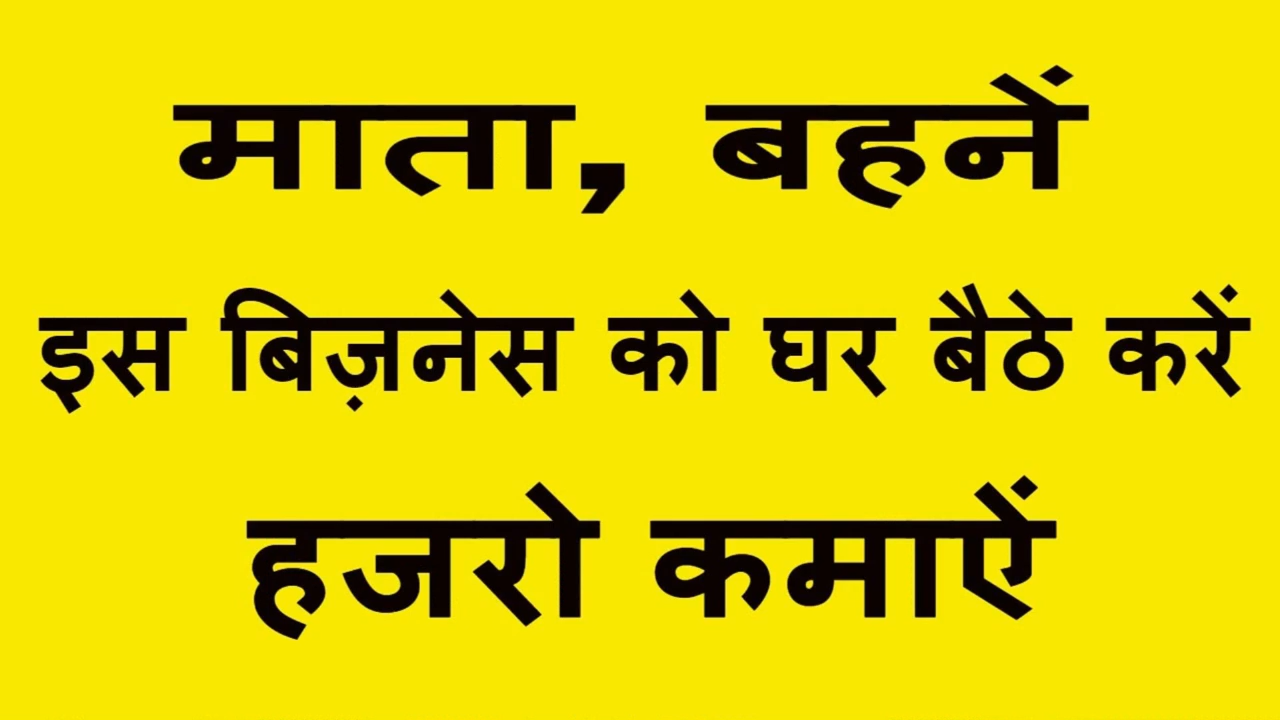 माता, बहनें
इस बिज़नेस को घर बैठे करें
हजरो कमाऐं